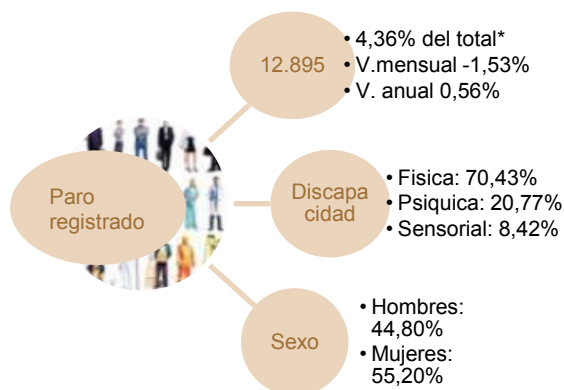 12.895
• 4,36% del total*
• V.mensual -1,53%
• V. anual 0,56%
Paro
registrado
Discapa
cidad
• Fisica: 70,43%
• Psiquica: 20,77%
• Sensorial: 8,42%
Sexo
• Hombres:
44,80%
• Mujeres:
55,20%